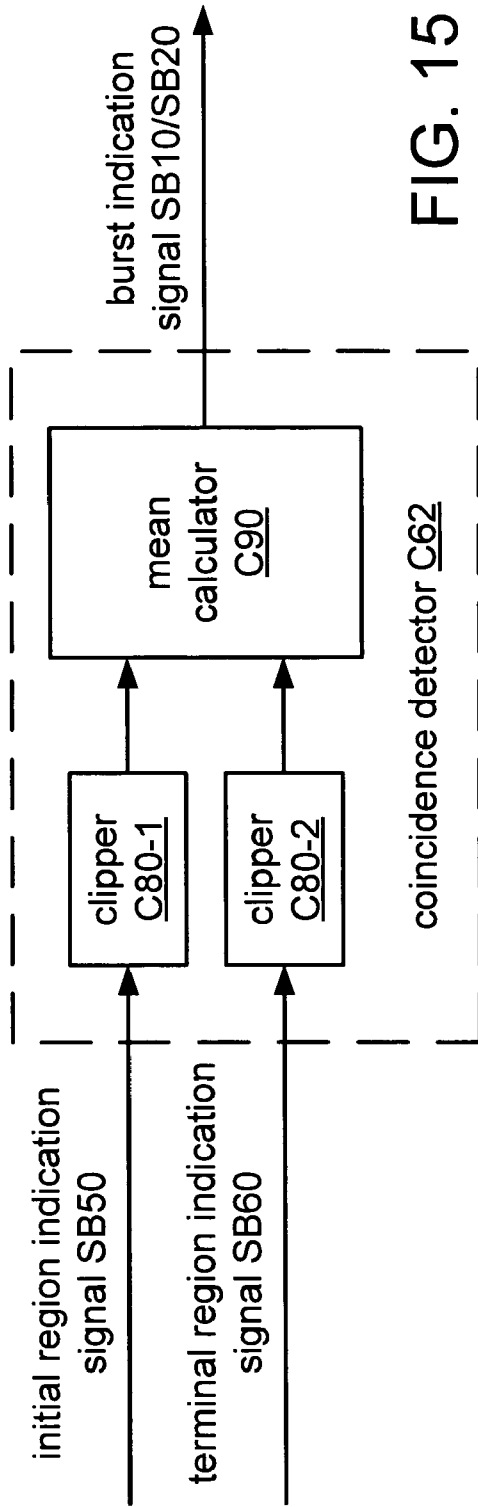 initial region indication
signal SB50
terminal region indication
signal SB60
clipper
C80-1
clipper
C80-2
mean
calculator
C90
coincidence detector C62
burst indication
signal SB10/SB20
FIG. 15